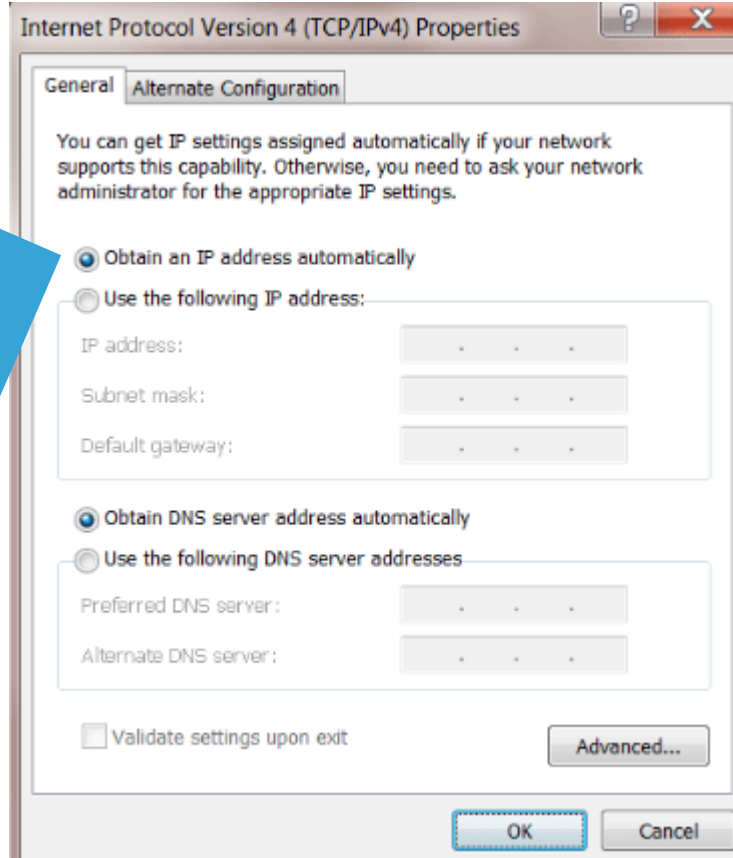 Internet Protocol Version 4 (TCP/IPv4) Properties
? X
General Alternate Configuration
You can get IP settings assigned automatically if your network
supports this capability. Otherwise, you need to ask your network
administrator for the appropriate IP settings.
Obtain an IP address automatically
Use the following IP address:
IP address: . . .
Subnet mask: . . .
Default gateway: . . .
Obtain DNS server address automatically
Use the following DNS server addresses
Preferred DNS server: . . .
Alternate DNS server: . . .
Validate settings upon exit
Advanced...
OK Cancel